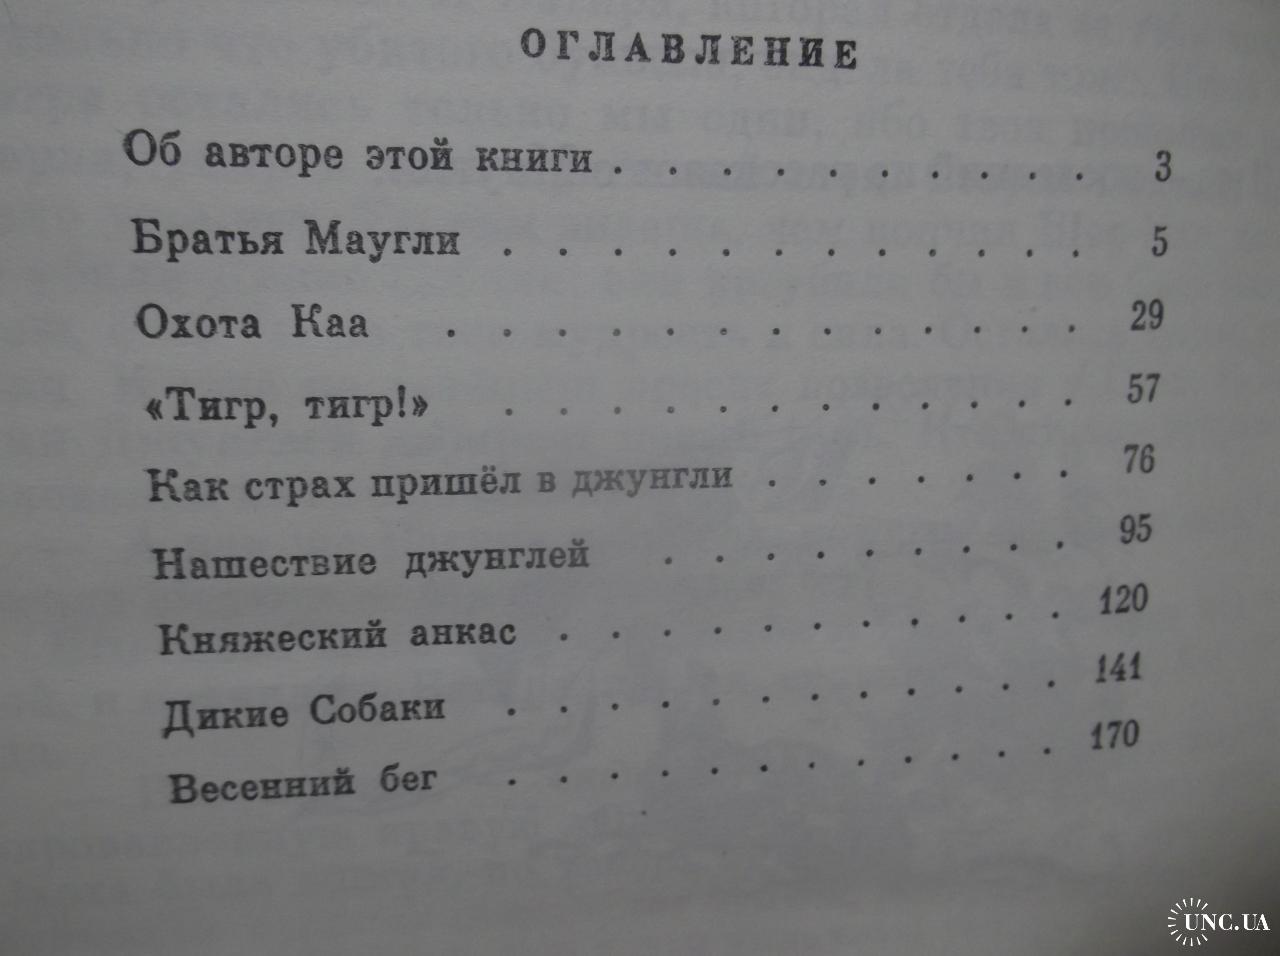 ОГЛАВЛЕНИЕ
Об авторе этой книги . . . . . . . . . . 3
Братья Маугли . . . . . . . . . . . . 5
Охота Каа . . . . . . . . . . . . 29
«Тигр, тигр!» . . . . . . . . . . . 57
Как страх пришёл в джунгли . . . . . . . 76
Нашествие джунглей . . . . . . . . . 95
Княжеский анкас . . . . . . . . . . . 120
Дикие Собаки . . . . . . . . . . . 141
Весенний бег . . . . . . . . . . . 170
UNC.UA